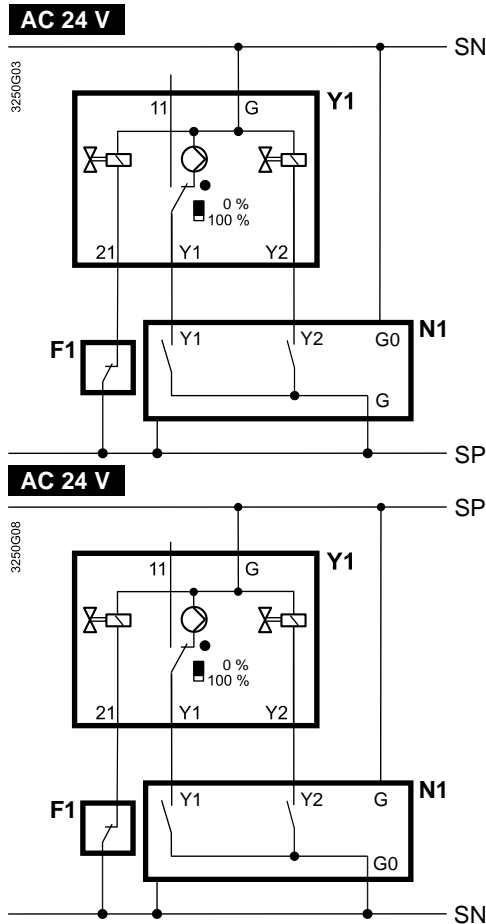 AC 24 V
SN
3250G03
Y1
11 G
0 %
100 %
21 Y1 Y2
N1
F1
Y1 Y2 G0
G
SP
AC 24 V
SP
3250G08
Y1
11 G
0 %
100 %
21 Y1 Y2
N1
F1
Y1 Y2 G
G0
SN